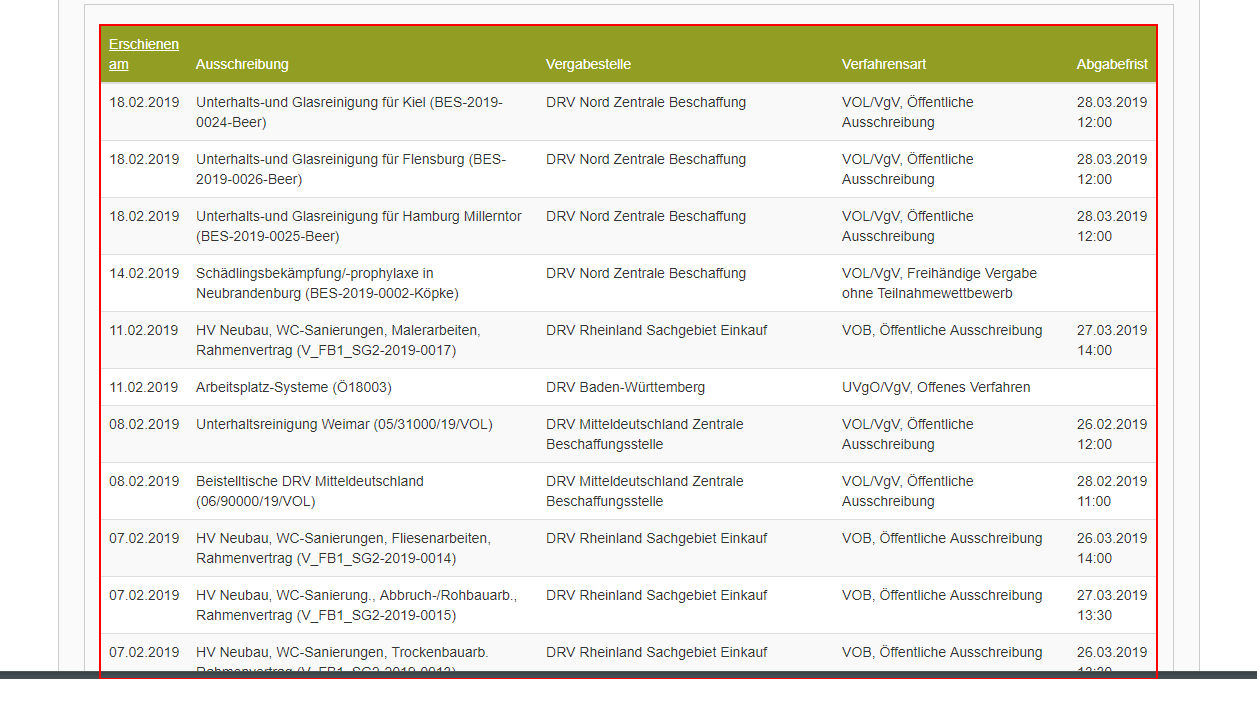 Erschienen
am Ausschreibung Vergabestelle Verfahrensart Abgabefrist
18.02.2019 Unterhalts-und Glasreinigung für Kiel (BES-2019- DRV Nord Zentrale Beschaffung VOL/VgV, Öffentliche 28.03.2019
0024-Beer) Ausschreibung 12:00
18.02.2019 Unterhalts-und Glasreinigung für Flensburg (BES- DRV Nord Zentrale Beschaffung VOL/VgV, Öffentliche 28.03.2019
2019-0026-Beer) Ausschreibung 12:00
18.02.2019 Unterhalts-und Glasreinigung für Hamburg Millerntor DRV Nord Zentrale Beschaffung VOL/VgV, Öffentliche 28.03.2019
(BES-2019-0025-Beer) Ausschreibung 12:00
14.02.2019 Schädlingsbekämpfung/-prophylaxe in DRV Nord Zentrale Beschaffung VOL/VgV, Freihändige Vergabe
Neubrandenburg (BES-2019-0002-Köpke) ohne Teilnahmewettbewerb
11.02.2019 HV Neubau, WC-Sanierungen, Malerarbeiten, DRV Rheinland Sachgebiet Einkauf VOB, Öffentliche Ausschreibung 27.03.2019
Rahmenvertrag (V_FB1_SG2-2019-0017) 14:00
11.02.2019 Arbeitsplatz-Systeme (Ö18003) DRV Baden-Württemberg UVgO/VgV, Offenes Verfahren
08.02.2019 Unterhaltsreinigung Weimar (05/31000/19/VOL) DRV Mitteldeutschland Zentrale VOL/VgV, Öffentliche 26.02.2019
Beschaffungsstelle Ausschreibung 12:00
08.02.2019 Beistelltische DRV Mitteldeutschland DRV Mitteldeutschland Zentrale VOL/VgV, Öffentliche 28.02.2019
(06/90000/19/VOL) Beschaffungsstelle Ausschreibung 11:00
07.02.2019 HV Neubau, WC-Sanierungen, Fliesenarbeiten, DRV Rheinland Sachgebiet Einkauf VOB, Öffentliche Ausschreibung 26.03.2019
Rahmenvertrag (V_FB1_SG2-2019-0014) 14:00
07.02.2019 HV Neubau, WC-Sanierung., Abbruch-/Rohbauarb., DRV Rheinland Sachgebiet Einkauf VOB, Öffentliche Ausschreibung 27.03.2019
Rahmenvertrag (V_FB1_SG2-2019-0015) 13:30
07.02.2019 HV Neubau, WC-Sanierungen, Trockenbauarb. DRV Rheinland Sachgebiet Einkauf VOB, Öffentliche Ausschreibung 26.03.2019
Rahmenvertrag